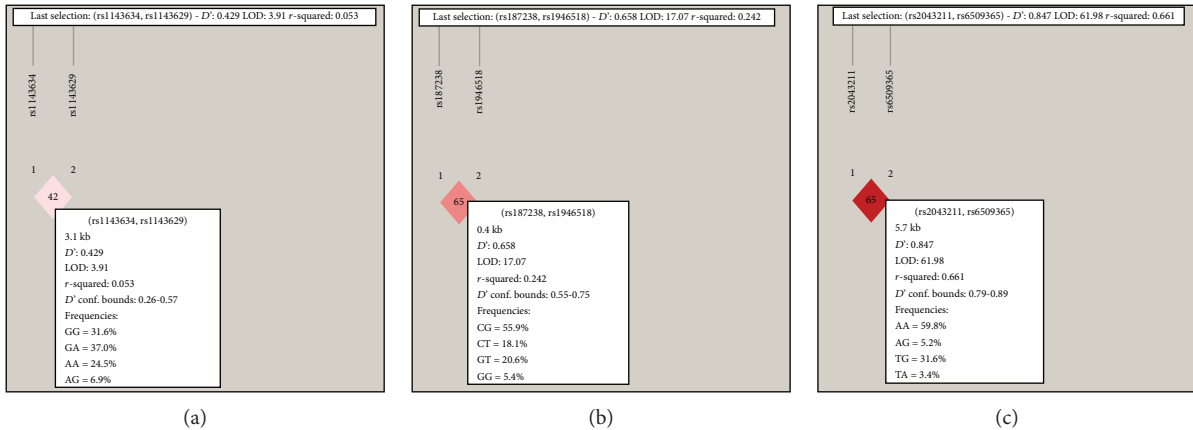 Last selection: (rs1143634, rs1143629) - D': 0.429 LOD: 3.91 r-squared: 0.053
rs1143634
rs1143629
1
2
42
(rs1143634, rs1143629)
3.1 kb
D': 0.429
LOD: 3.91
r-squared: 0.053
D' conf. bounds: 0.26-0.57
Frequencies:
GG = 31.6%
GA = 37.0%
AA = 24.5%
AG = 6.9%
(a)
Last selection: (rs187238, rs1946518) - D': 0.658 LOD: 17.07 r-squared: 0.242
rs187238
rs1946518
1
2
65
(rs187238, rs1946518)
0.4 kb
D': 0.658
LOD: 17.07
r-squared: 0.242
D' conf. bounds: 0.55-0.75
Frequencies:
CG = 55.9%
CT = 18.1%
GT = 20.6%
GG = 5.4%
(b)
Last selection: (rs2043211, rs6509365) - D': 0.847 LOD: 61.98 r-squared: 0.661
rs2043211
rs6509365
1
2
65
(rs2043211, rs6509365)
5.7 kb
D': 0.847
LOD: 61.98
r-squared: 0.661
D' conf. bounds: 0.79-0.89
Frequencies:
AA = 59.8%
AG = 5.2%
TG = 31.6%
TA = 3.4%
(c)